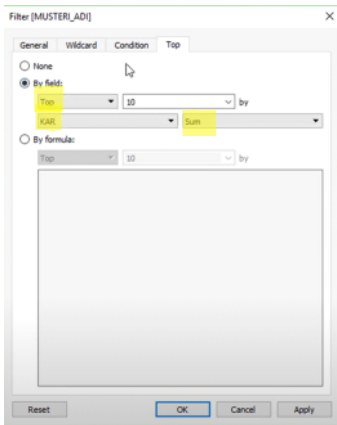 Filter [MUSTERI_ADI]
General Wildcard Condition Top
None
By field:
Top 10 by
KAR Sum
By formula:
Top 10 by
Reset OK Cancel Apply